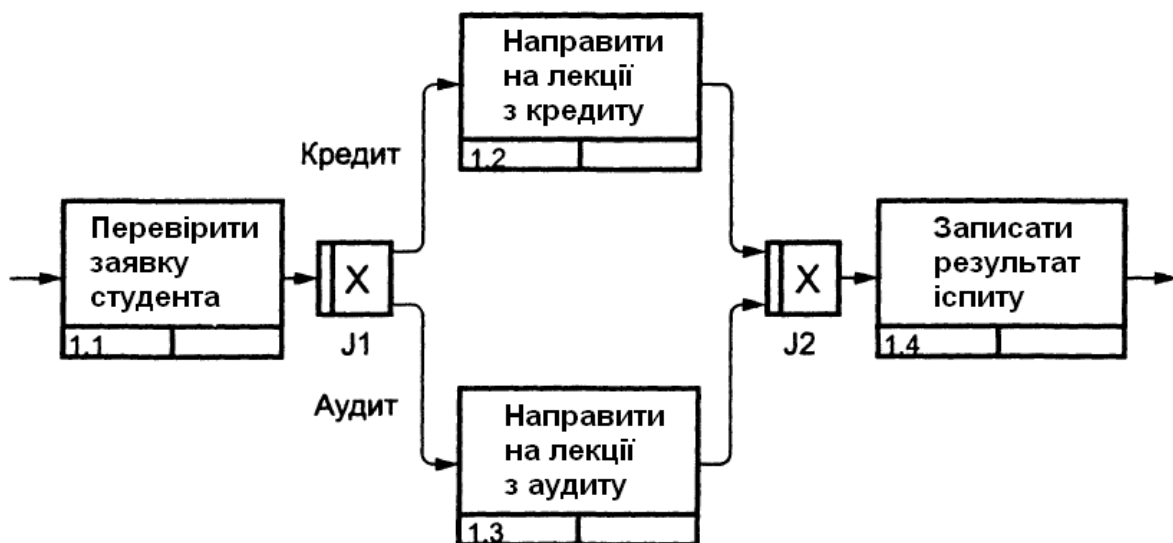 Направити
на лекції
з кредиту
1.2
Кредит
Перевірити
заявку
студента
1.1
X
J1
X
J2
Записати
результат
іспиту
1.4
Аудит
Направити
на лекції
з аудиту
1.3